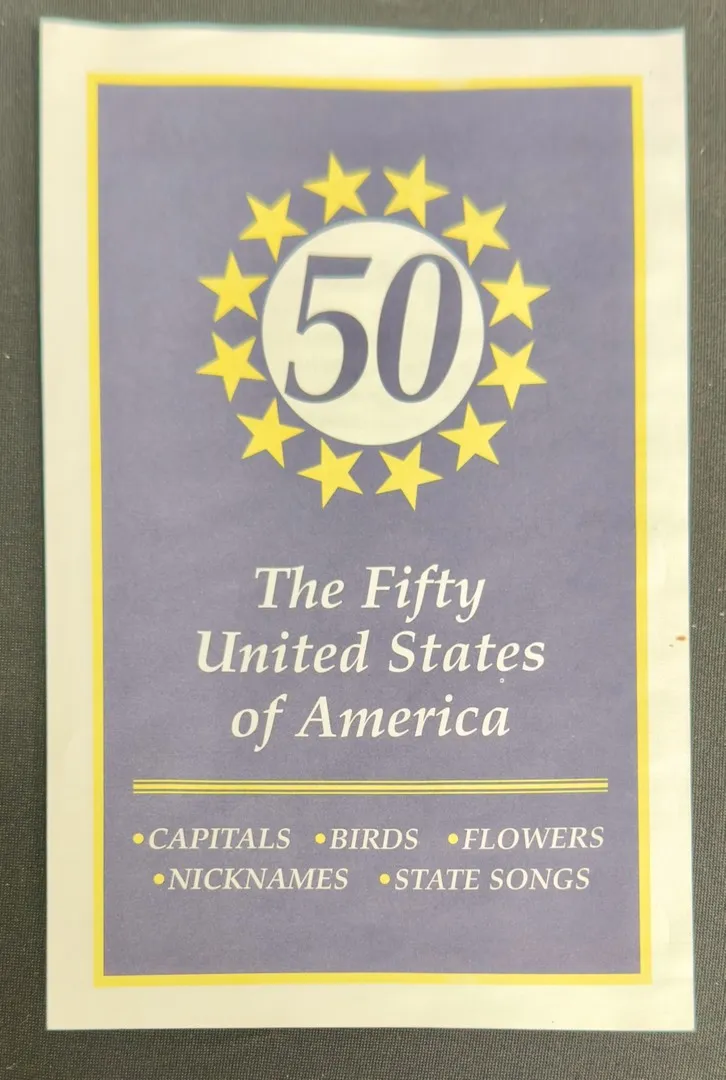 50
The Fifty
United States
of America
•CAPITALS •BIRDS •FLOWERS
•NICKNAMES •STATE SONGS